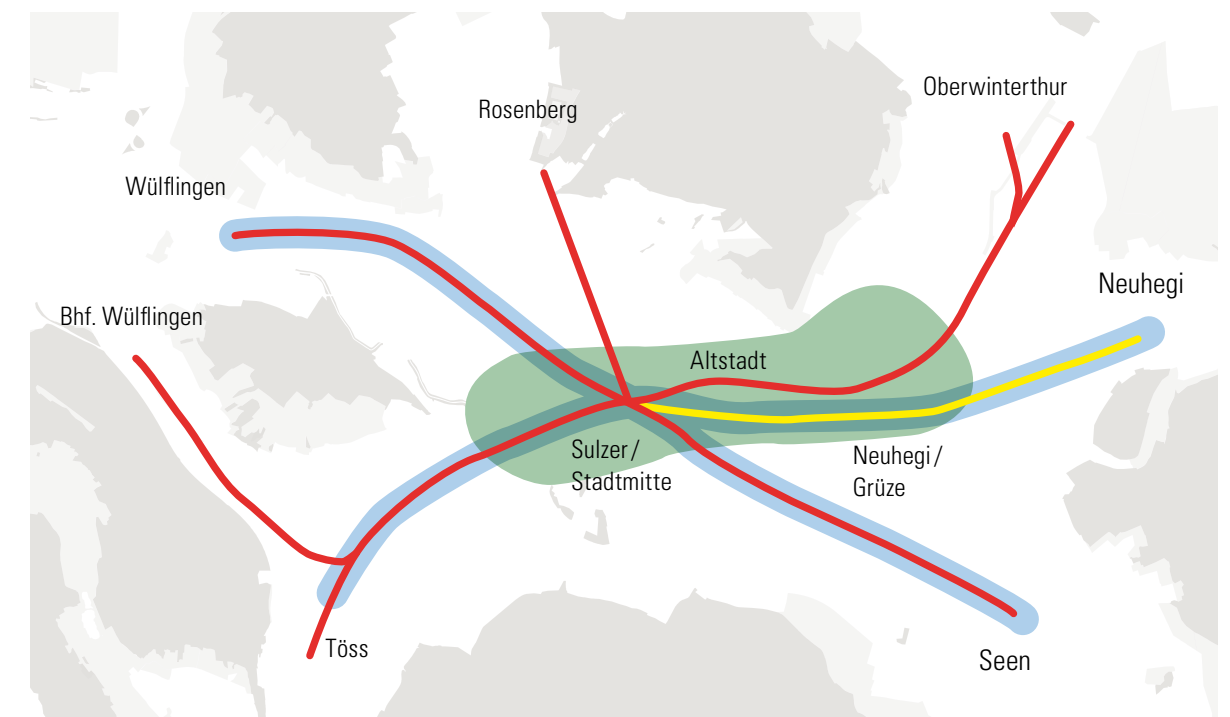 Oberwinterthur
Rosenberg
Wülflingen
Neuhegi
Bhf. Wülflingen
Altstadt
Sulzer/
Stadtmitte
Neuhegi/
Grüze
Töss
Seen